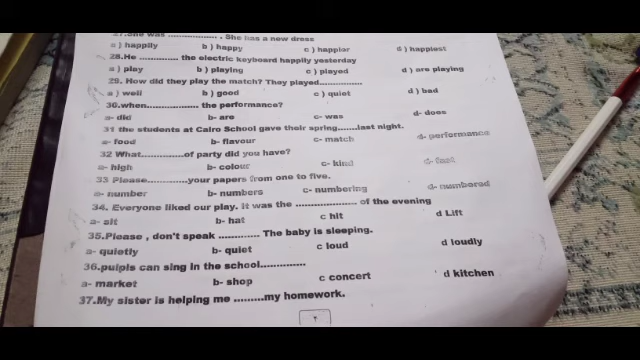 27.She was ................ . She has a new dress
a ) happily b ) happy c ) happier d ) happiest
28.He ............. the electric keyboard happily yesterday
a ) play b ) playing c ) played d ) are playing
29. How did they play the match? They played..............
a ) well b ) good c ) quiet d ) bad
30.when................. the performance?
a- did b- are c- was d- does
31 the students at Cairo School gave their spring.......last night.
a- food b- flavour c- match d- performance
32 What..............of party did you have?
a- high b- colour c- kind d- fast
33 Please.............your papers from one to five.
a- number b- numbers c- numbering d- numbered
34. Everyone liked our play. It was the .................... of the evening
a- sit b- hat c hit d Lift
35.Please , don't speak ............. The baby is sleeping.
a- quietly b- quiet c loud d loudly
36.pulpls can sing in the school..............
a- market b- shop c concert d kitchen
37.My sister is helping me ..........my homework.
٢